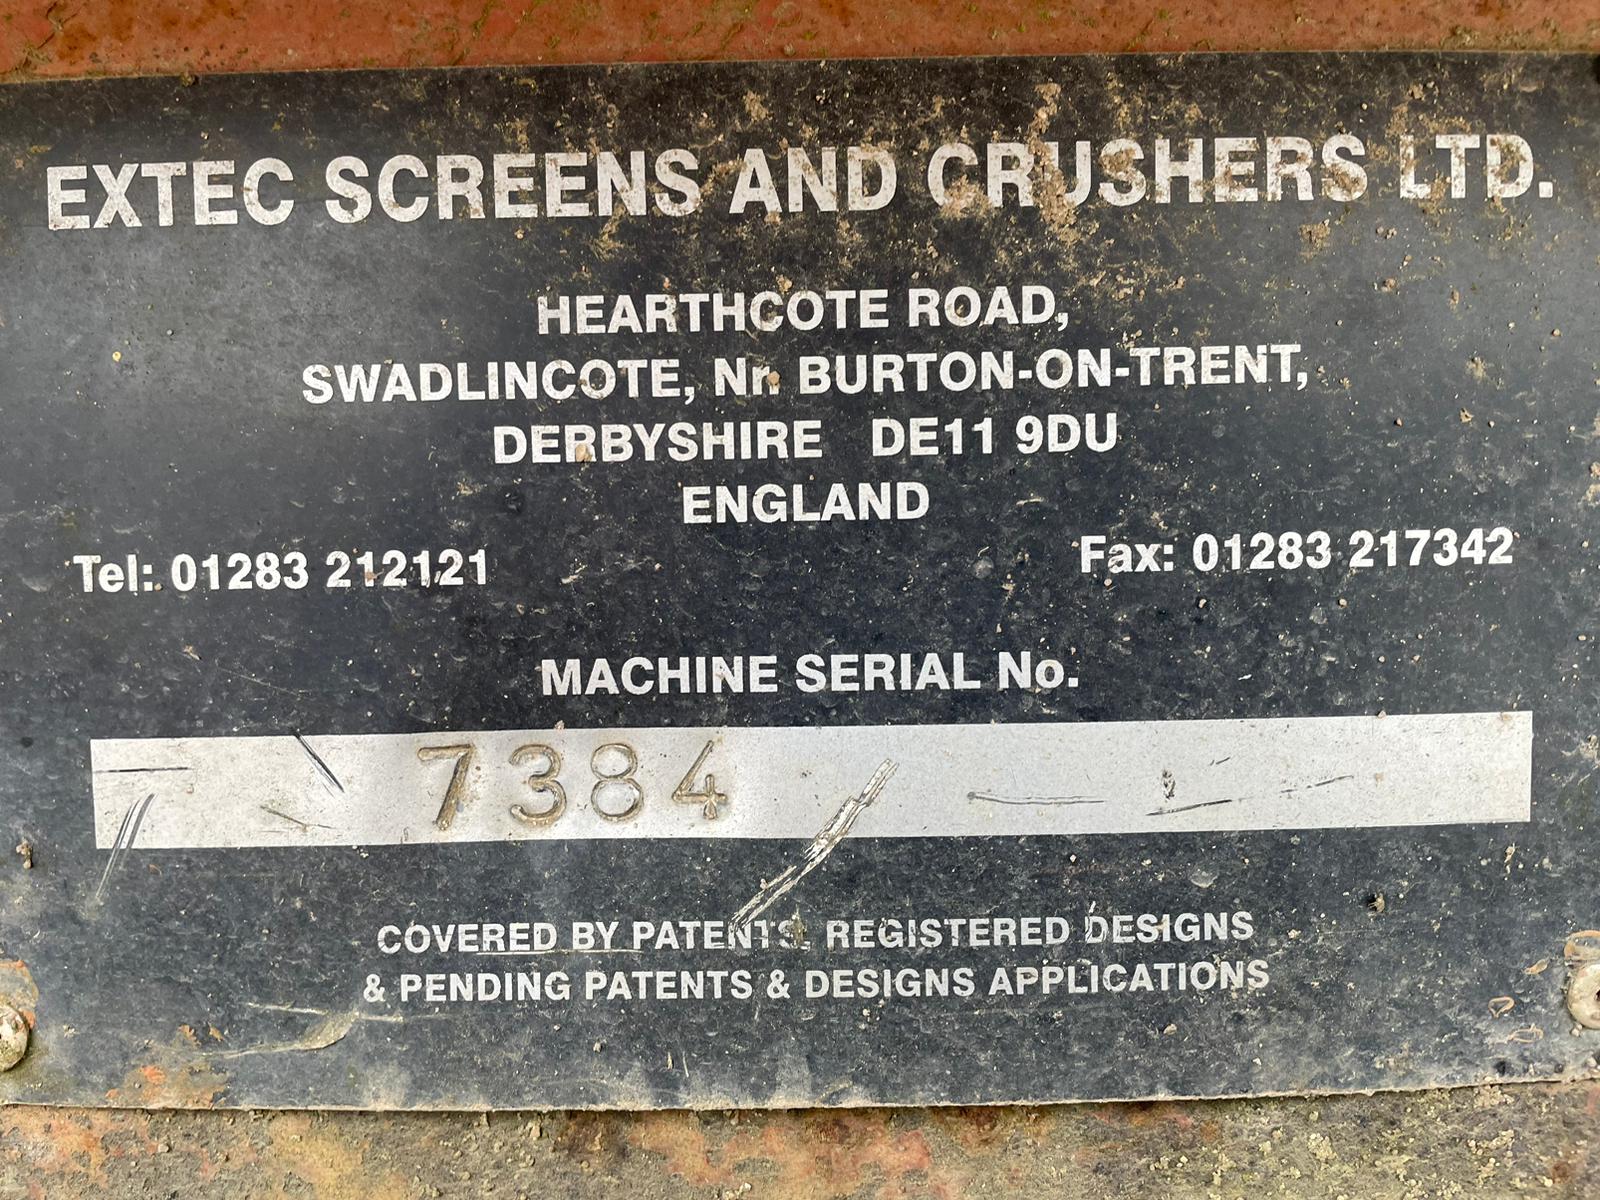 EXTEC SCREENS AND CRUSHERS LTD.
HEARTHCOTE ROAD,
SWADLINCOTE, Nr. BURTON-ON-TRENT,
DERBYSHIRE DE11 9DU
ENGLAND
Tel: 01283 212121 Fax: 01283 217342
MACHINE SERIAL No.
7384
COVERED BY PATENTS, REGISTERED DESIGNS
& PENDING PATENTS & DESIGNS APPLICATIONS